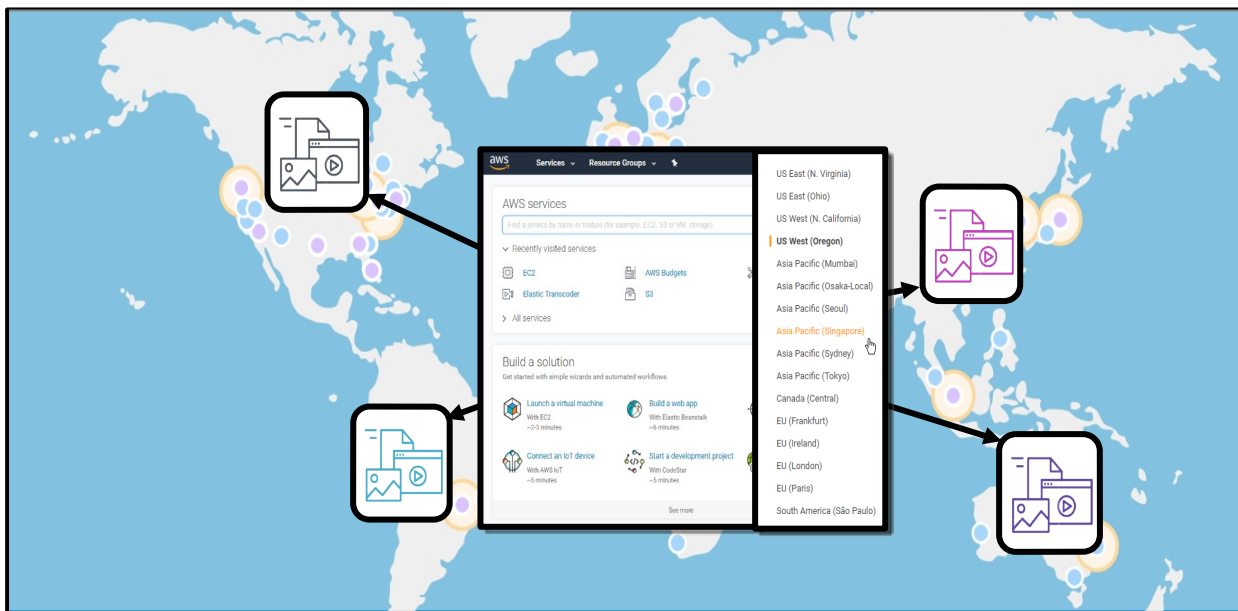 aws Services Resource Groups
AWS services
Find a service by name or feature (for example, EC2, S3 or VM, storage).
Recently visited services
EC2 AWS Budgets
Elastic Transcoder S3
All services
Build a solution
Get started with simple wizards and automated workflows.
Launch a virtual machine Build a web app
With EC2 With Elastic Beanstalk
~2-3 minutes ~6 minutes
Connect an IoT device Start a development project
With AWS IoT With CodeStar
~5 minutes ~5 minutes
See more
US East (N. Virginia)
US East (Ohio)
US West (N. California)
US West (Oregon)
Asia Pacific (Mumbai)
Asia Pacific (Osaka-Local)
Asia Pacific (Seoul)
Asia Pacific (Singapore)
Asia Pacific (Sydney)
Asia Pacific (Tokyo)
Canada (Central)
EU (Frankfurt)
EU (Ireland)
EU (London)
EU (Paris)
South America (São Paulo)